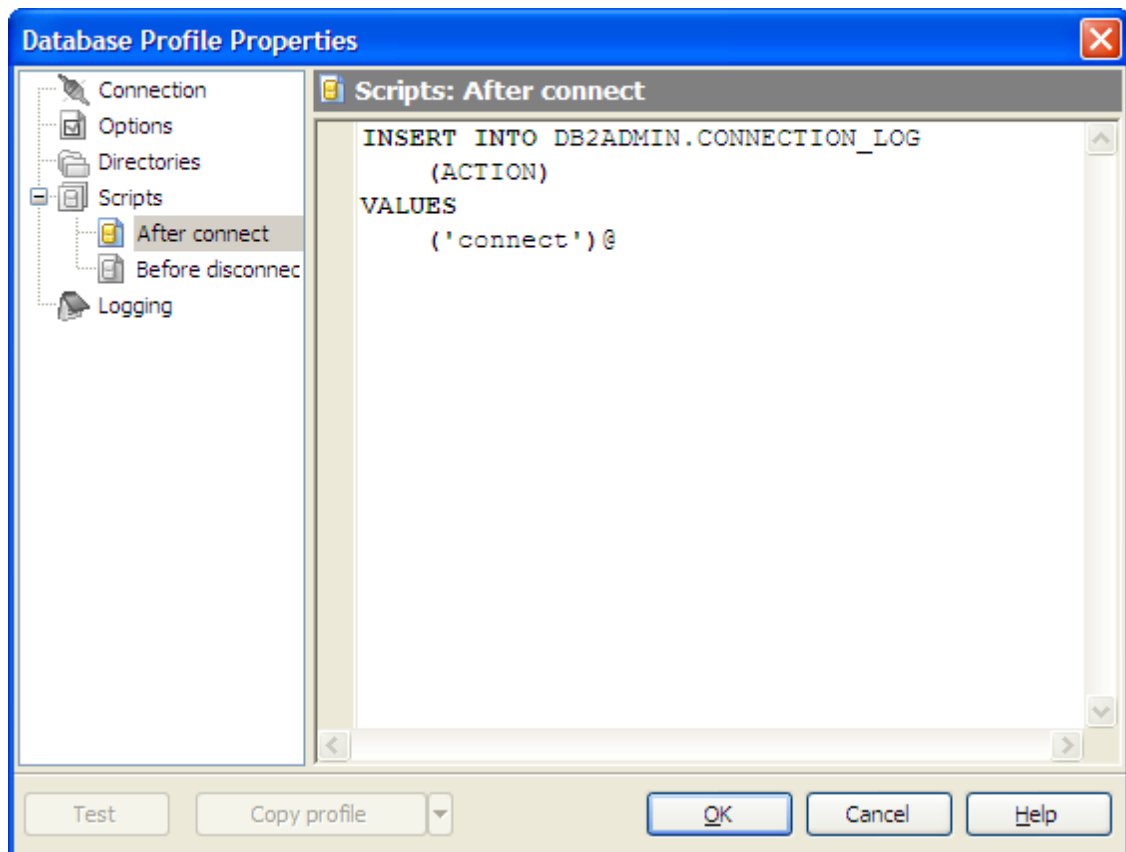 Database Profile Properties
Connection
Options
Directories
Scripts
After connect
Before disconnec
Logging
Scripts: After connect
INSERT INTO DB2ADMIN.CONNECTION_LOG
(ACTION)
VALUES
('connect')@
Test
Copy profile
OK
Cancel
Help